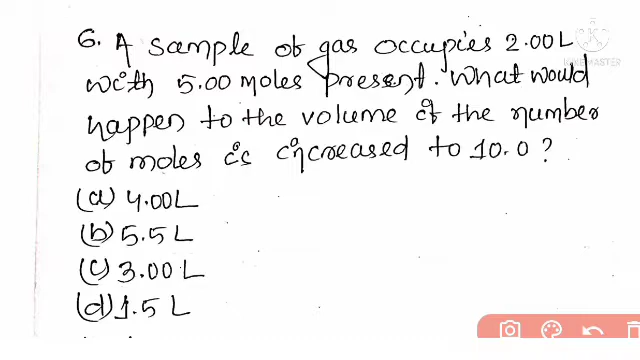 6. A sample of gas occupies 2.00L
with 5.00 moles present. What would
happen to the volume if the number
of moles is increased to 10.0?
(a) 4.00L
(b) 5.5 L
(c) 3.00 L
(d) 1.5 L
KINEMASTER